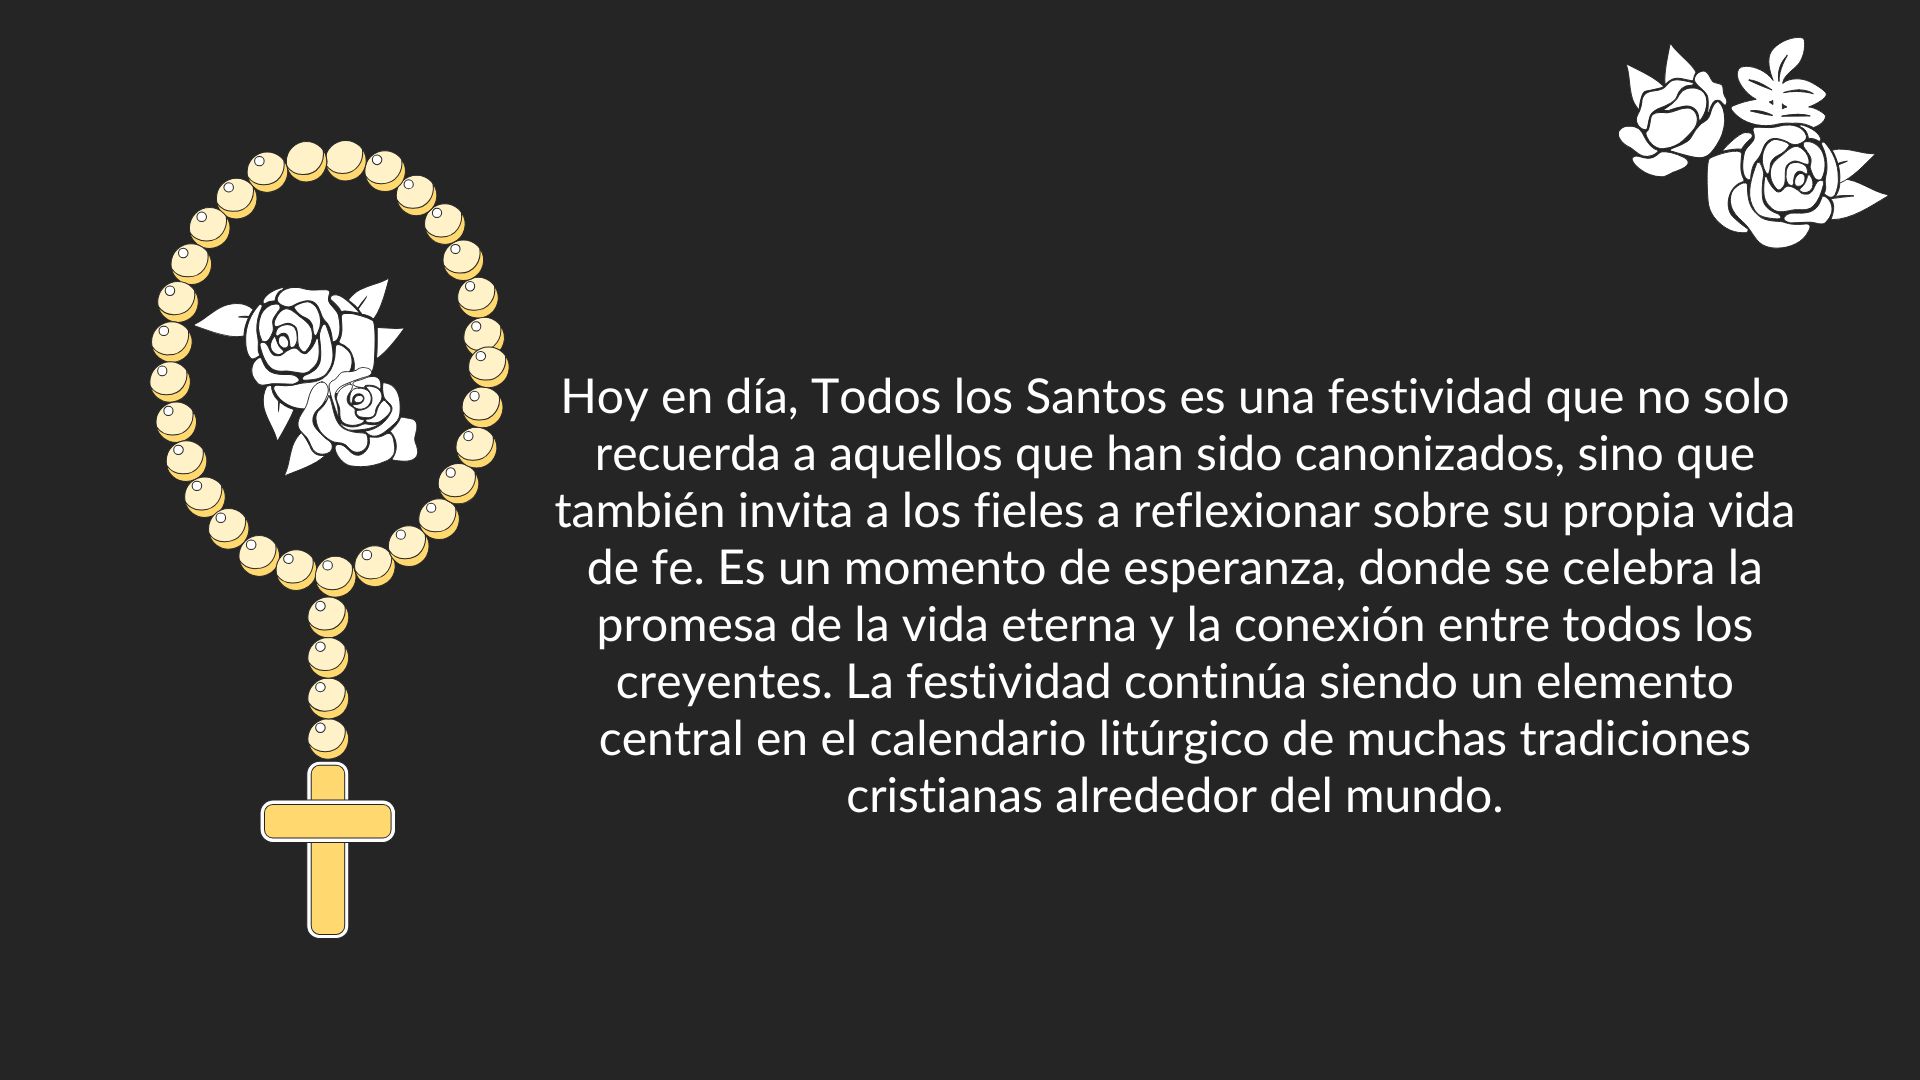 Hoy en día, Todos los Santos es una festividad que no solo
recuerda a aquellos que han sido canonizados, sino que
también invita a los fieles a reflexionar sobre su propia vida
de fe. Es un momento de esperanza, donde se celebra la
promesa de la vida eterna y la conexión entre todos los
creyentes. La festividad continúa siendo un elemento
central en el calendario litúrgico de muchas tradiciones
cristianas alrededor del mundo.